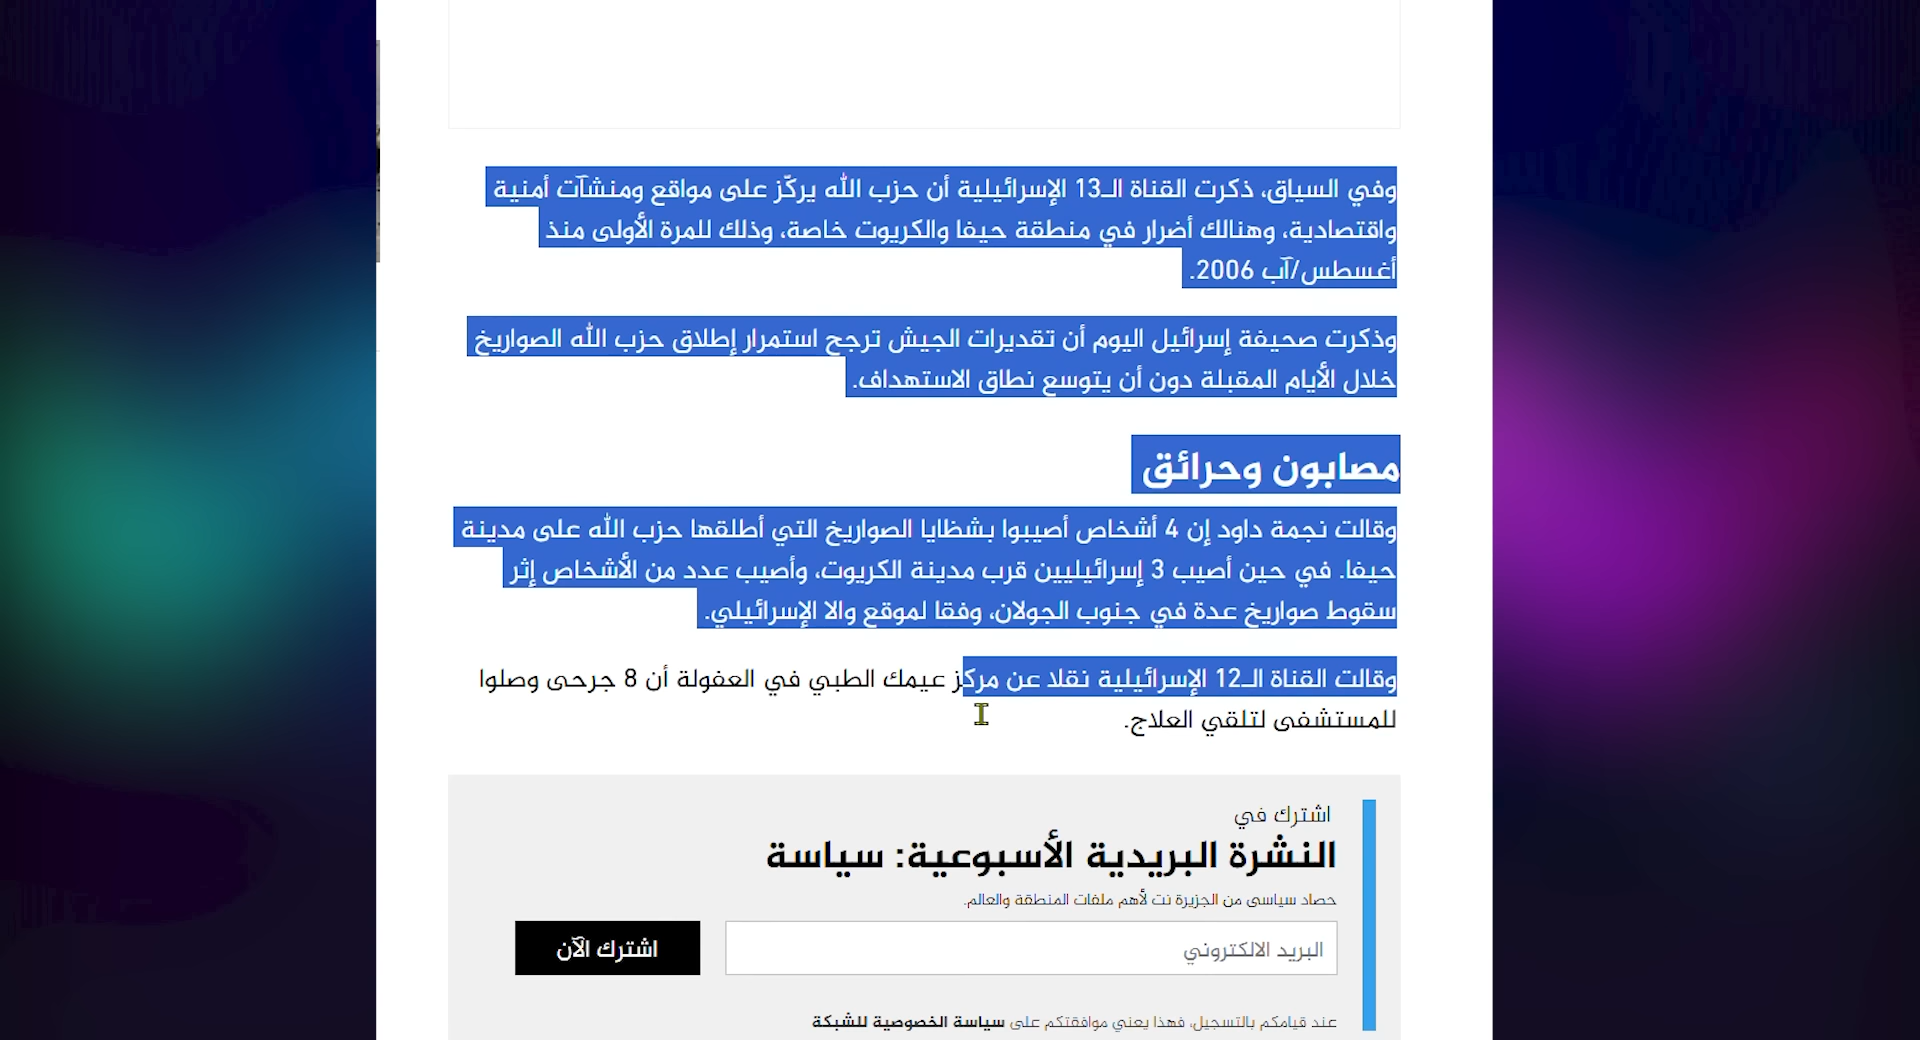 وفي السياق، ذكرت القناة الـ13 الإسرائيلية أن حزب الله يركّز على مواقع ومنشآت أمنية
واقتصادية، وهنالك أضرار في منطقة حيفا والكريوت خاصة، وذلك للمرة الأولى منذ
أغسطس/آب 2006.
وذكرت صحيفة إسرائيل اليوم أن تقديرات الجيش ترجح استمرار إطلاق حزب الله الصواريخ
خلال الأيام المقبلة دون أن يتوسع نطاق الاستهداف.
مصابون وحرائق
وقالت نجمة داود إن 4 أشخاص أصيبوا بشظايا الصواريخ التي أطلقها حزب الله على مدينة
حيفا. في حين أصيب 3 إسرائيليين قرب مدينة الكريوت، وأصيب عدد من الأشخاص إثر
سقوط صواريخ عدة في جنوب الجولان، وفقا لموقع والا الإسرائيلي.
وقالت القناة الـ12 الإسرائيلية نقلا عن مركز عيمك الطبي في العفولة أن 8 جرحى وصلوا
للمستشفى لتلقي العلاج.
اشترك في
النشرة البريدية الأسبوعية: سياسة
حصاد سياسي من الجزيرة نت لأهم ملفات المنطقة والعالم.
البريد الالكتروني
اشترك الآن
عند قيامكم بالتسجيل، فهذا يعني موافقتكم على سياسة الخصوصية للشبكة